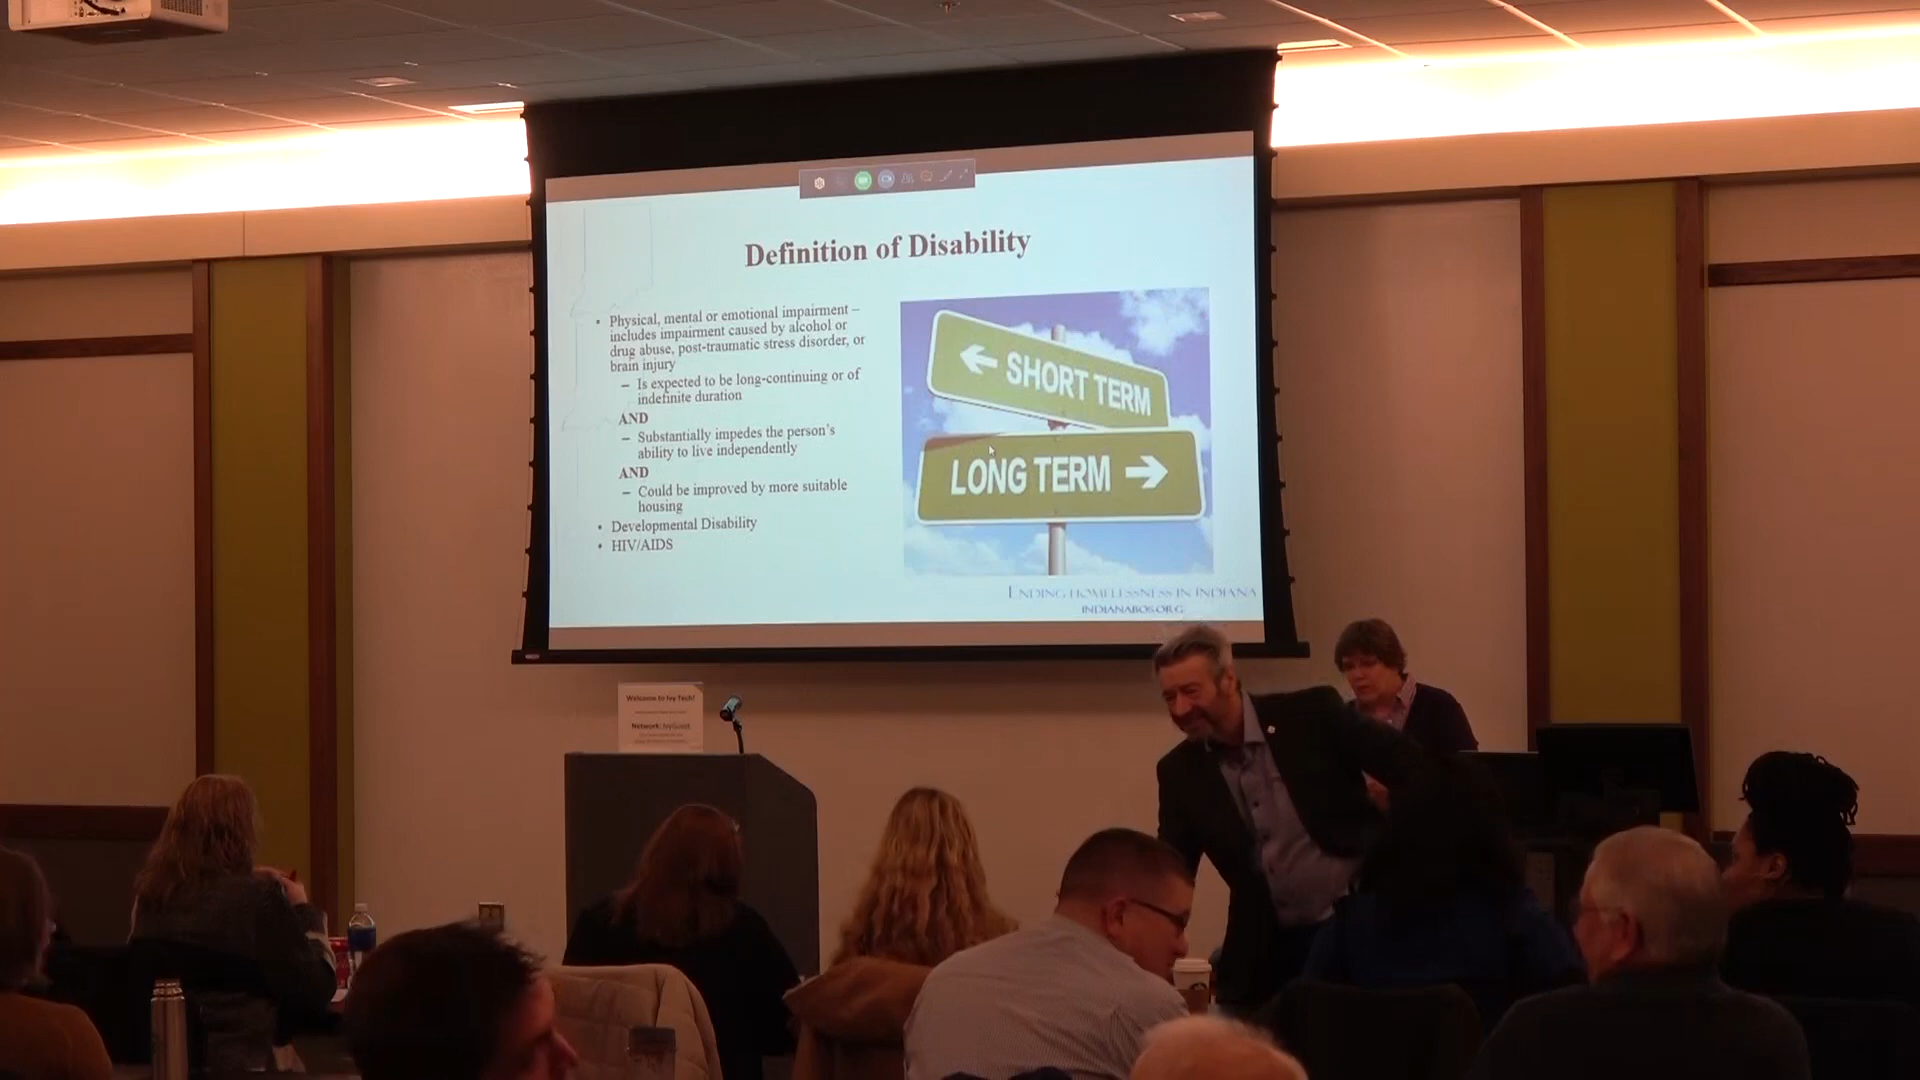 Definition of Disability
• Physical, mental or emotional impairment –
includes impairment caused by alcohol or
drug abuse, post-traumatic stress disorder, or
brain injury
– Is expected to be long-continuing or of
indefinite duration
AND
– Substantially impedes the person's
ability to live independently
AND
– Could be improved by more suitable
housing
• Developmental Disability
• HIV/AIDS
← SHORT TERM
LONG TERM →
ENDING HOMELESSNESS IN INDIANA
INDIANABOS.ORG
Welcome to Ivy Tech!
Network: IvyGuest